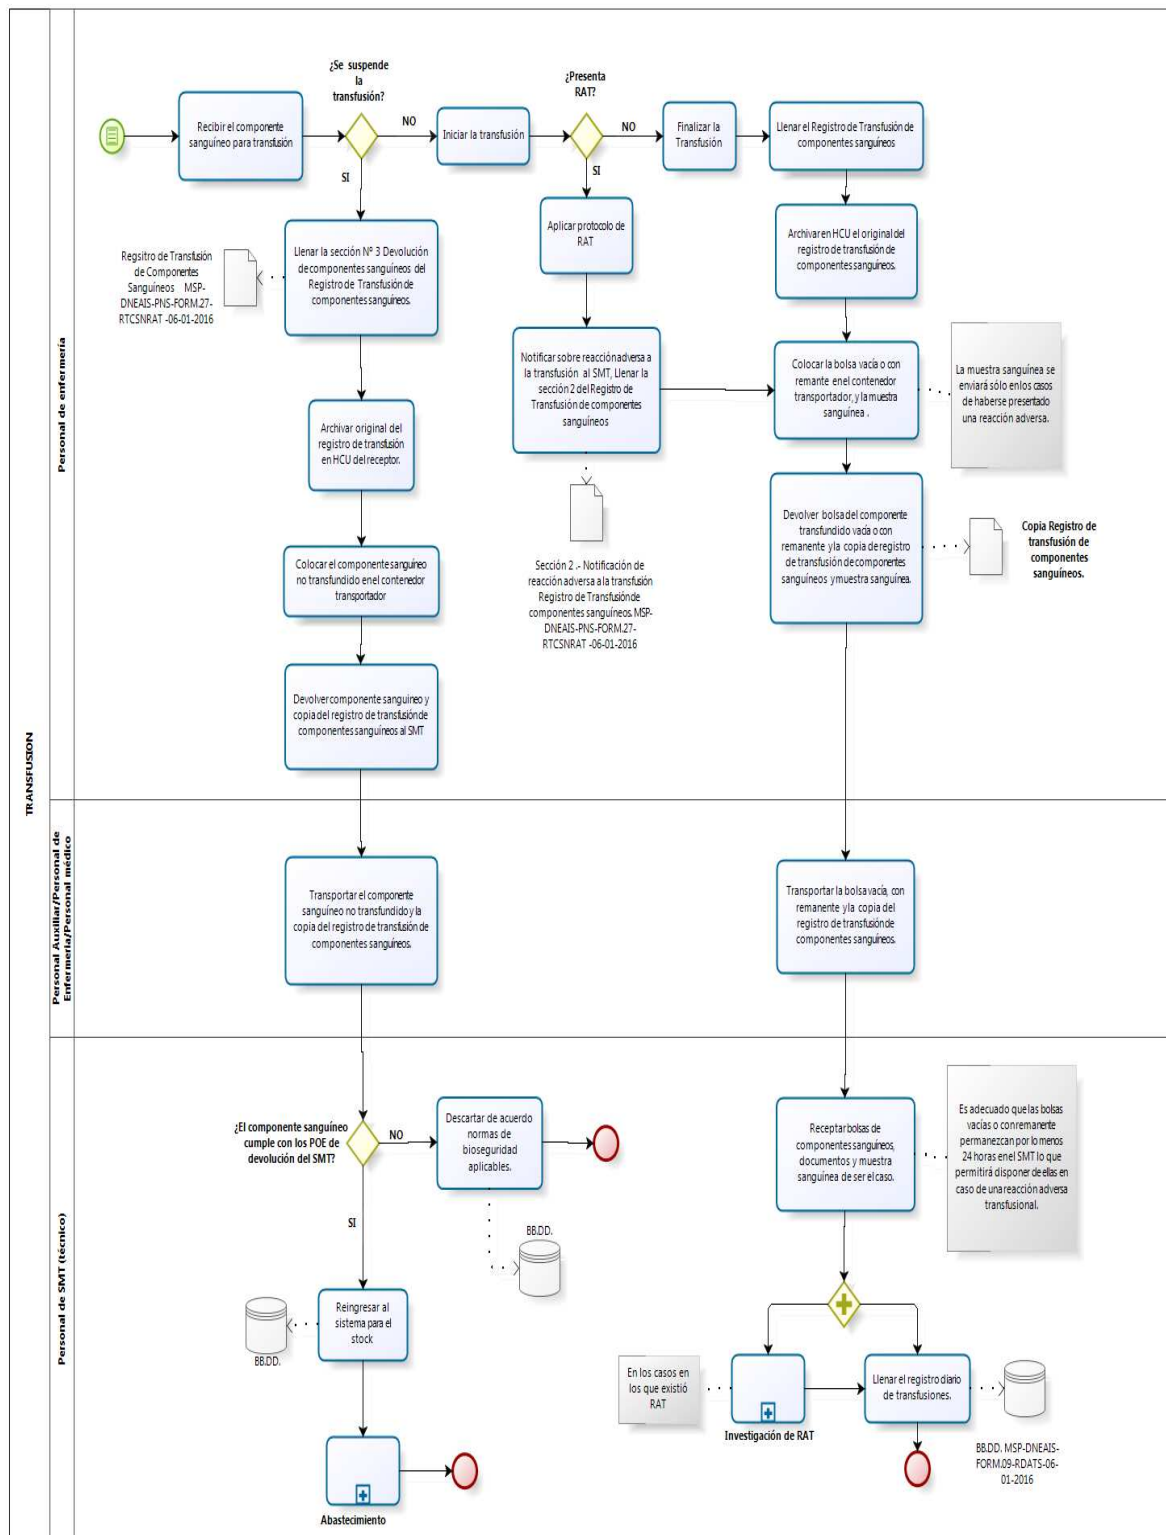 TRANSFUSION
Personal de enfermería
¿Se suspende
la
transfusión?
¿Presenta
RAT?
Recibir el componente
sanguíneo para transfusión
NO
Iniciar la transfusión
NO
Finalizar la
Transfusión
Llenar el Registro de Transfusión de
componentes sanguíneos
SI
SI
Regsitro de Transfusión
de Componentes
Sanguíneos MSP-
DNEAIS-PNS-FORM.27-
RTCSNRAT -06-01-2016
Llenar la sección Nº 3 Devolución
de componentes sanguíneos del
Registro de Transfusión de
componentes sanguíneos.
Aplicar protocolo de
RAT
Archivar en HCU el original del
registro de transfusión de
componentes sanguíneos.
Notificar sobre reacción adversa a
la transfusión al SMT, Llenar la
sección 2 del Registro de
Transfusión de componentes
sanguíneos
Colocar la bolsa vacía o con
remante en el contenedor
transportador, y la muestra
sanguínea .
La muestra sanguínea se
enviará sólo en los casos
de haberse presentado
una reacción adversa.
Archivar original del
registro de transfusión
en HCU del receptor.
Devolver bolsa del componente
transfundido vacía o con
remanente y la copia de registro
de transfusión de componentes
sanguíneos y muestra sanguínea.
Copia Registro de
transfusión de
componentes
sanguíneos.
Colocar el componente sanguíneo
no transfundido en el contenedor
transportador
Sección 2 .- Notificación de
reacción adversa a la transfusión
Registro de Transfusión de
componentes sanguíneos. MSP-
DNEAIS-PNS-FORM.27-
RTCSNRAT -06-01-2016
Devolver componente sanguíneo y
copia del registro de transfusión de
componentes sanguíneos al SMT
Personal Auxiliar/Personal de
Enfermería/Personal médico
Transportar el componente
sanguíneo no transfundido y la
copia del registro de transfusión de
componentes sanguíneos.
Transportar la bolsa vacía, con
remanente y la copia del
registro de transfusión de
componentes sanguíneos.
Personal de SMT (técnico)
¿El componente sanguíneo
cumple con los POE de
devolución del SMT?
NO
Descartar de acuerdo
normas de
bioseguridad
aplicables.
SI
BB.DD.
Receptar bolsas de
componentes sanguíneos,
documentos y muestra
sanguínea de ser el caso.
Es adecuado que las bolsas
vacías o con remanente
permanezcan por lo menos
24 horas en el SMT lo que
permitirá disponer de ellas en
caso de una reacción adversa
transfusional.
Reingresar al
sistema para el
stock
BB.DD.
En los casos en
los que existió
RAT
Investigación de RAT
Llenar el registro diario
de transfusiones.
BB.DD. MSP-DNEAIS-
FORM.09-RDATS-06-
01-2016
Abastecimiento